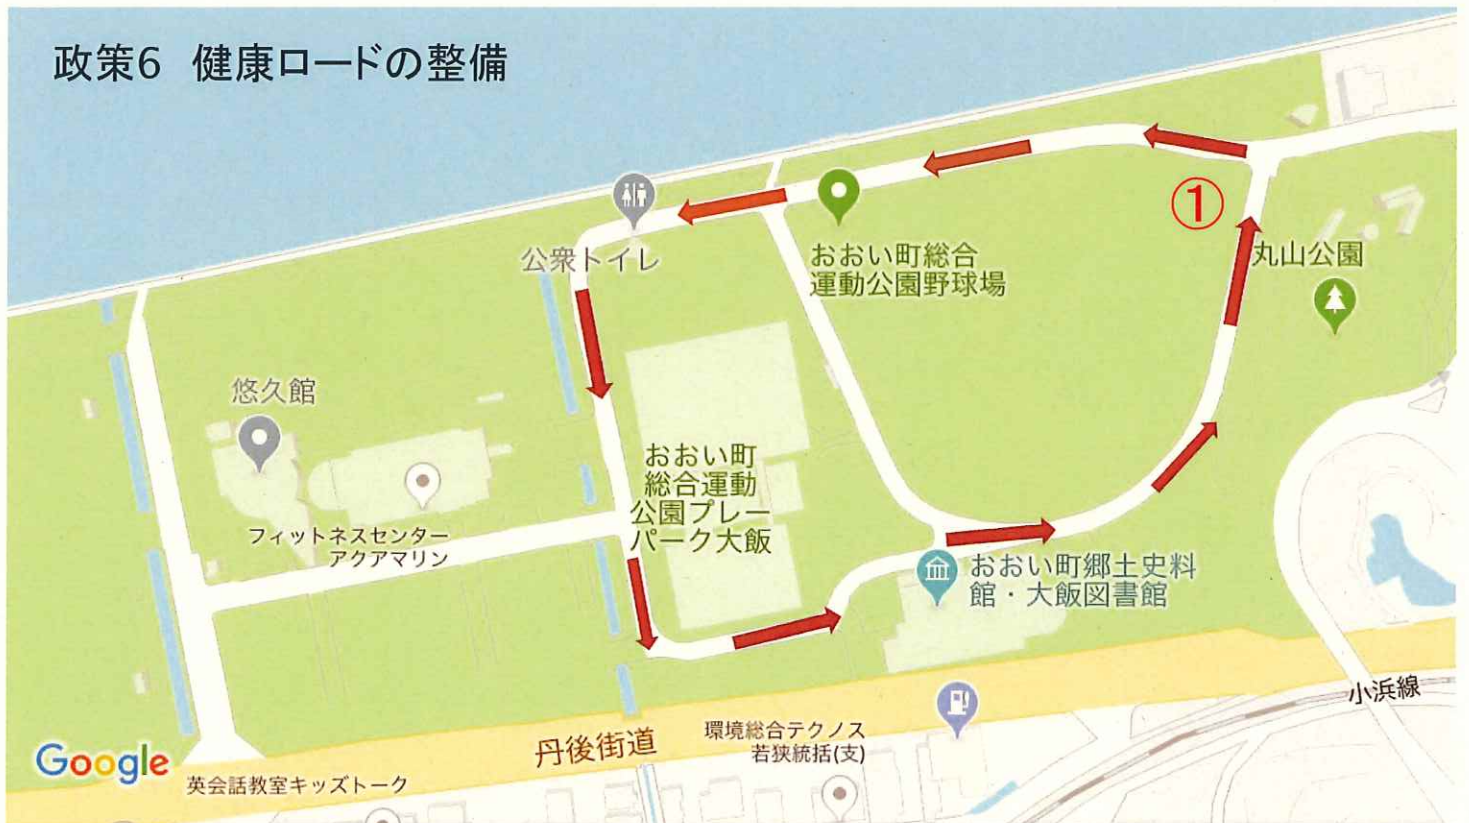 政策6 健康ロードの整備
①
公衆トイレ
おおい町総合
運動公園野球場
丸山公園
悠久館
フィットネスセンター
アクアマリン
おおい町
総合運動
公園プレー
パーク大飯
おおい町郷土史料
館・大飯図書館
小浜線
丹後街道
環境総合テクノス
若狭統括(支)
Google
英会話教室キッズトーク